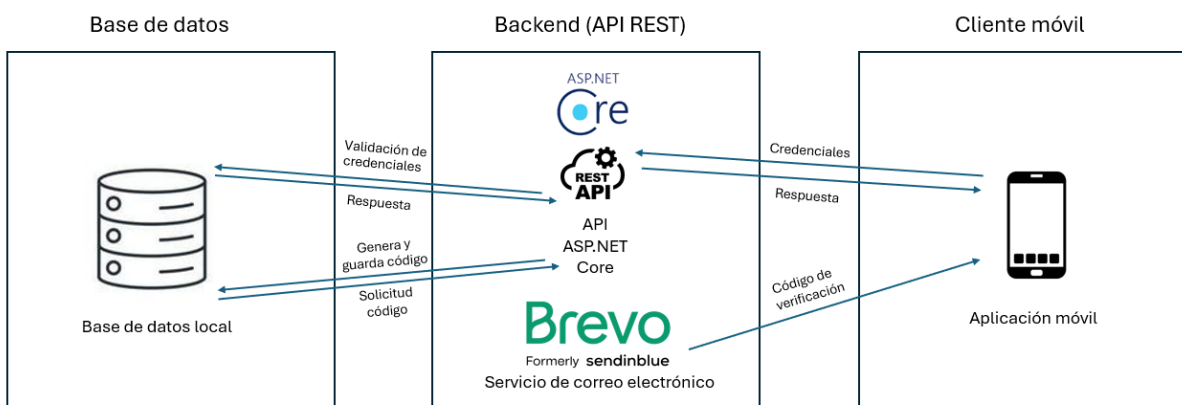 Base de datos
Backend (API REST)
Cliente móvil
ASP.NET
Core
Validación de
credenciales
Respuesta
Genera y
guarda código
Solicitud
código
Base de datos local
REST
API
API
ASP.NET
Core
Brevo
Formerly sendinblue
Servicio de correo electrónico
Credenciales
Respuesta
Código de
verificación
Aplicación móvil